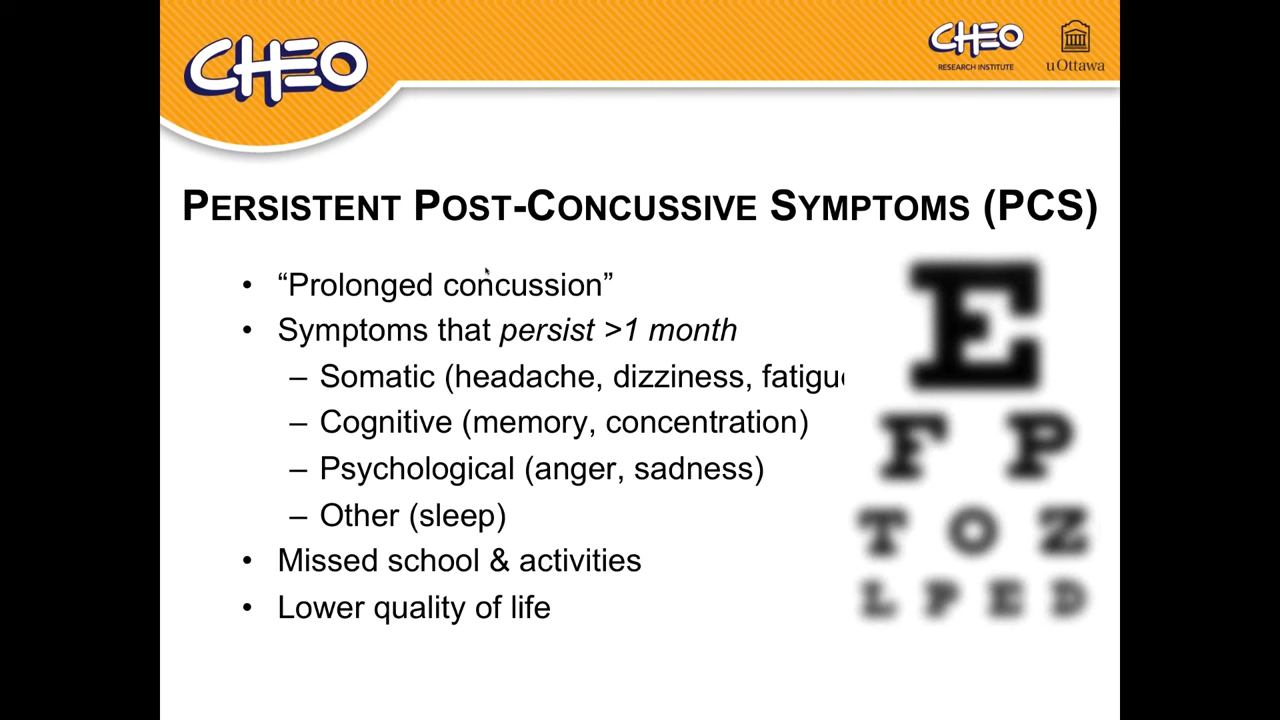 CHEO
CHEO
RESEARCH INSTITUTE
uOttawa
PERSISTENT POST-CONCUSSIVE SYMPTOMS (PCS)
• “Prolonged concussion”
• Symptoms that persist >1 month
– Somatic (headache, dizziness, fatigue
– Cognitive (memory, concentration)
– Psychological (anger, sadness)
– Other (sleep)
• Missed school & activities
• Lower quality of life
E
F P
T O Z
L P E D